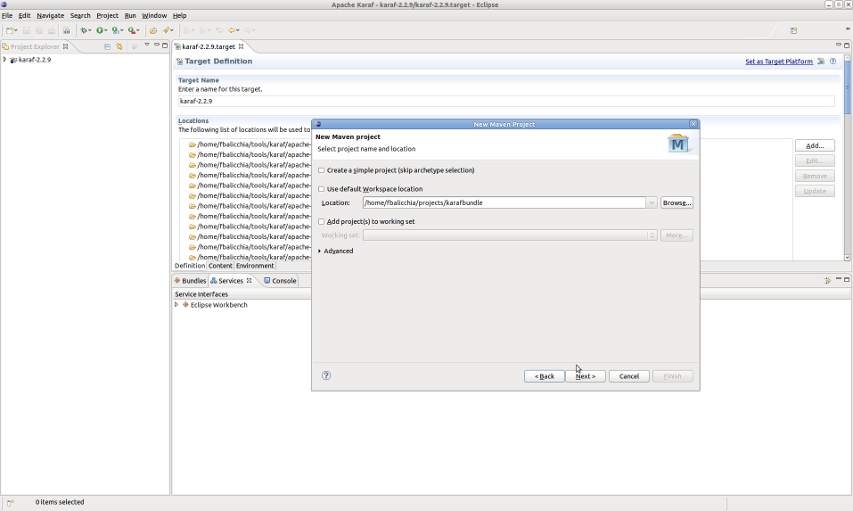 Apache Karaf - karaf-2.2.9/karaf-2.2.9.target - Eclipse
File Edit Navigate Search Project Run Window Help
Project Explorer
karaf-2.2.9.target
karaf-2.2.9
Target Definition
Set as Target Platform
Target Name
Enter a name for this target.
karaf-2.2.9
Locations
The following list of locations will be used to
/home/fbalicchia/tools/karaf/apache-
/home/fbalicchia/tools/karaf/apache-
/home/fbalicchia/tools/karaf/apache-
/home/fbalicchia/tools/karaf/apache-
/home/fbalicchia/tools/karaf/apache-
/home/fbalicchia/tools/karaf/apache-
/home/fbalicchia/tools/karaf/apache-
/home/fbalicchia/tools/karaf/apache-
/home/fbalicchia/tools/karaf/apache-
/home/fbalicchia/tools/karaf/apache-
/home/fbalicchia/tools/karaf/apache-
/home/fbalicchia/tools/karaf/apache-
Add...
Edit...
Remove
Update
Definition Content Environment
Bundles Services Console
Service Interfaces
Eclipse Workbench
New Maven Project
New Maven project
Select project name and location
M
Create a simple project (skip archetype selection)
Use default Workspace location
Location: /home/fbalicchia/projects/karafbundle Browse...
Add project(s) to working set
Working set: More...
Advanced
? < Back Next > Cancel Finish
0 items selected